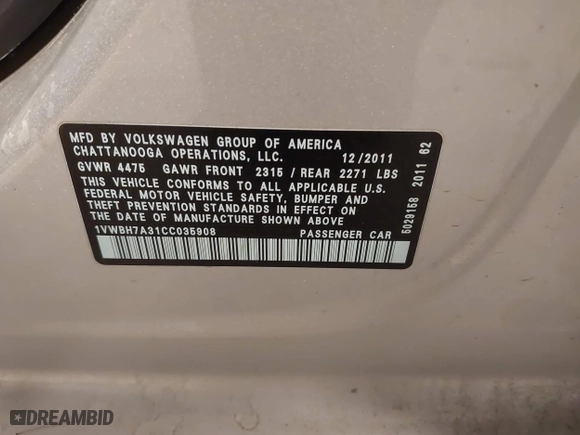 MFD BY VOLKSWAGEN GROUP OF AMERICA
CHATTANOOGA OPERATIONS, LLC. 12/2011
GVWR 4475 GAWR FRONT 2315 / REAR 2271 LBS
THIS VEHICLE CONFORMS TO ALL APPLICABLE U.S.
FEDERAL MOTOR VEHICLE SAFETY, BUMPER AND
THEFT PREVENTION STANDARDS IN EFFECT ON
THE DATE OF MANUFACTURE SHOWN ABOVE
1VWBH7A31CC035908 PASSENGER CAR
5029158 2011 62
DREAMBID